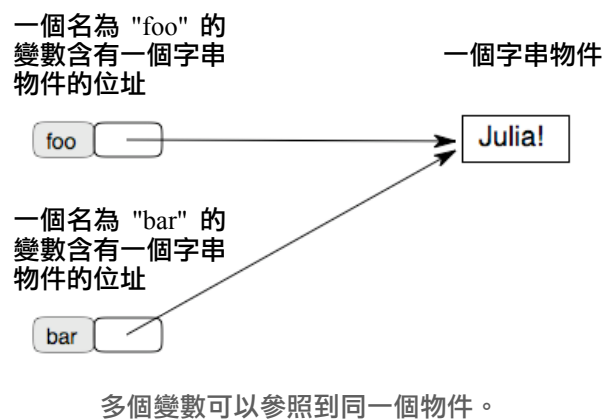 一個名為 "foo" 的
變數含有一個字串
物件的位址
一個字串物件
foo
Julia!
一個名為 "bar" 的
變數含有一個字串
物件的位址
bar
多個變數可以參照到同一個物件。